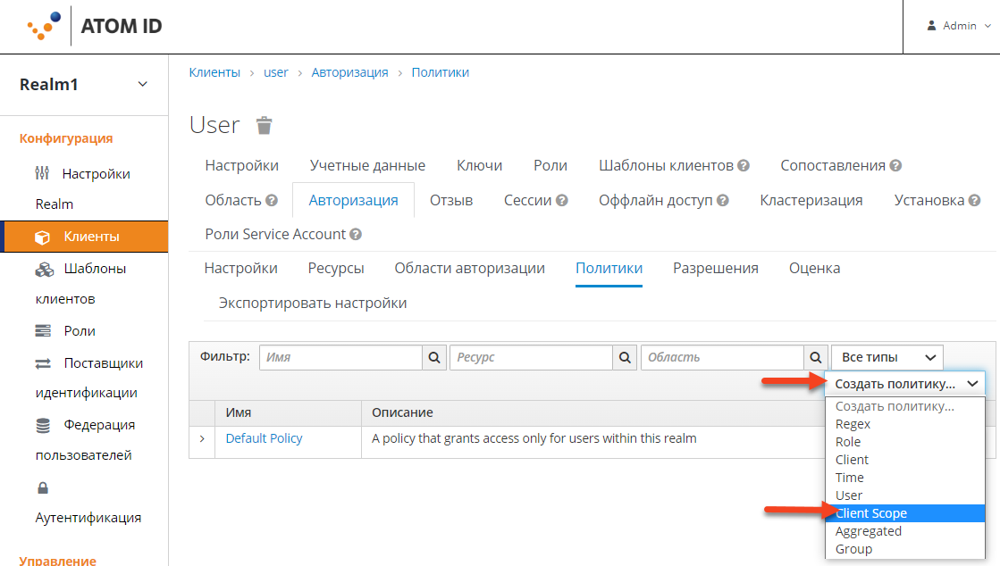 ATOM ID
Admin
Realm1
Клиенты > user > Авторизация > Политики
User
Конфигурация
Настройки
Realm
Клиенты
Шаблоны
клиентов
Роли
Поставщики
идентификации
Федерация
пользователей
Аутентификация
Управление
Настройки Учетные данные Ключи Роли Шаблоны клиентов Сопоставления
Область Авторизация Отзыв Сессии Оффлайн доступ Кластеризация Установка
Роли Service Account
Настройки Ресурсы Области авторизации Политики Разрешения Оценка
Экспортировать настройки
Фильтр: Имя Ресурс Область Все типы
Создать политику...
Имя Описание
Default Policy A policy that grants access only for users within this realm
Создать политику...
Regex
Role
Client
Time
User
Client Scope
Aggregated
Group